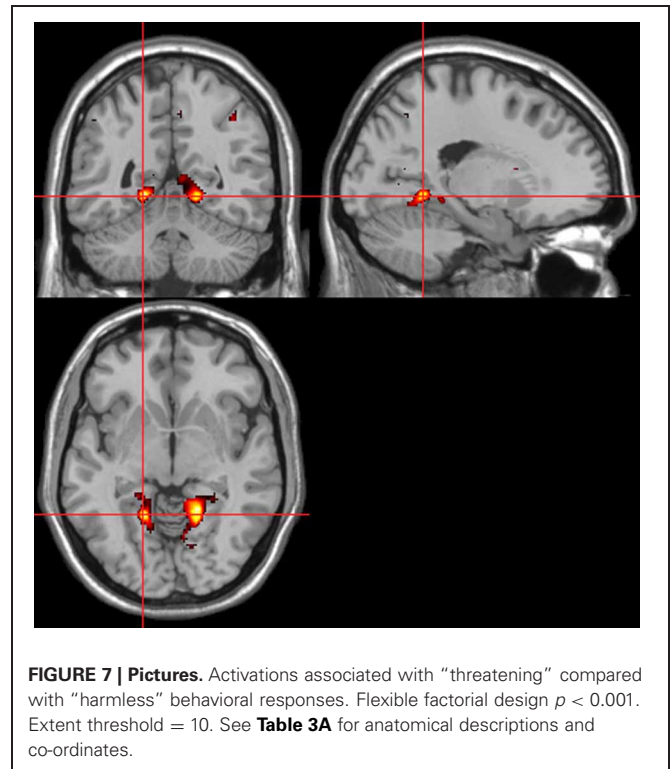 FIGURE 7 | Pictures. Activations associated with “threatening” compared
with “harmless” behavioral responses. Flexible factorial design p < 0.001.
Extent threshold = 10. See Table 3A for anatomical descriptions and
co-ordinates.